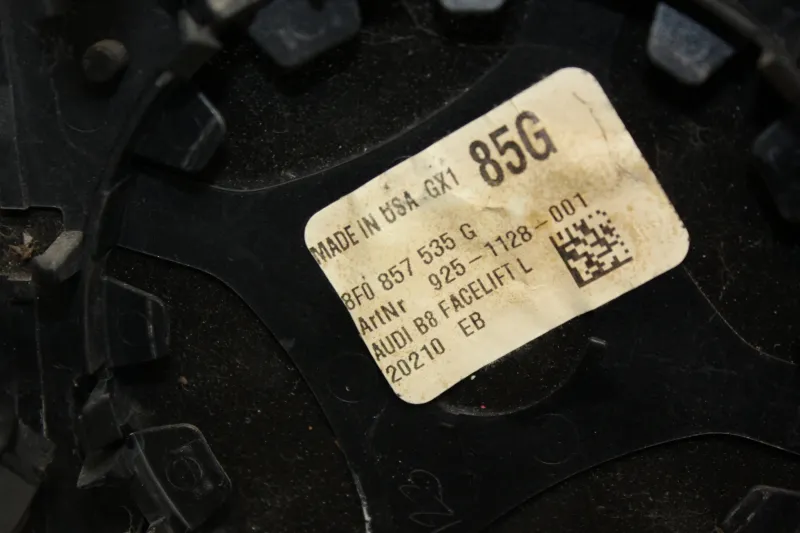 MADE IN USA GX1 85G
8F0 857 535 G
ArtNr 925-1128-001
AUDI B8 FACELIFT L
20210 EB